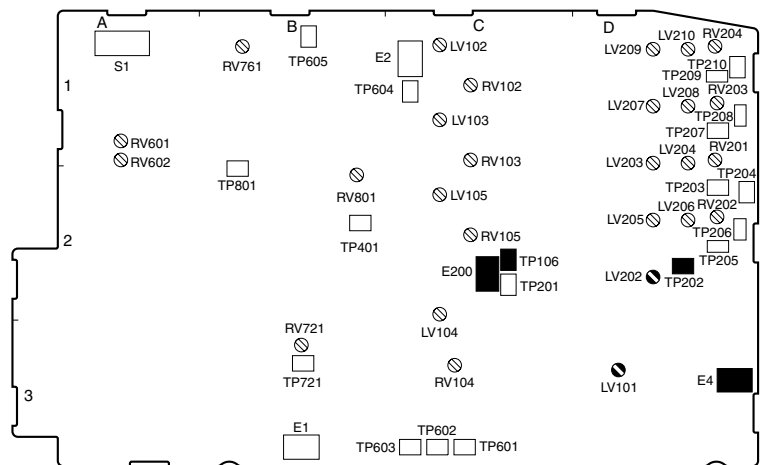 A
B
C
D
S1
RV761
TP605
E2
LV102
LV209
LV210
RV204
TP210
TP209
1
TP604
RV102
LV208
RV203
LV207
TP208
LV103
TP207
RV601
RV602
RV103
RV201
LV203
LV204
TP204
TP801
RV801
LV105
TP203
LV206
RV202
LV205
TP401
TP206
2
RV105
TP205
TP106
E200
TP201
LV202
TP202
RV721
LV104
TP721
RV104
LV101
E4
3
E1
TP602
TP603
TP601